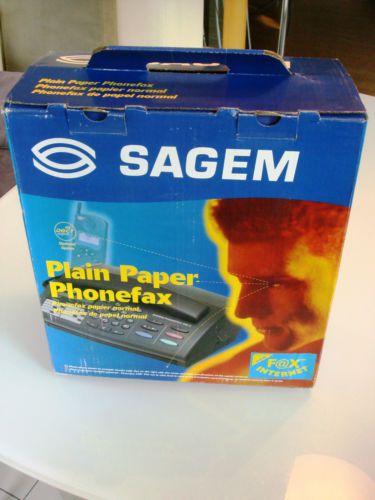 Plain Paper Phonefax
Phonefax papier normal
Phonefax de papel normal
SAGEM
Plain Paper
Phonefax
Phonefax papier normal
Phonefax de papel normal
F@X
INTERNET